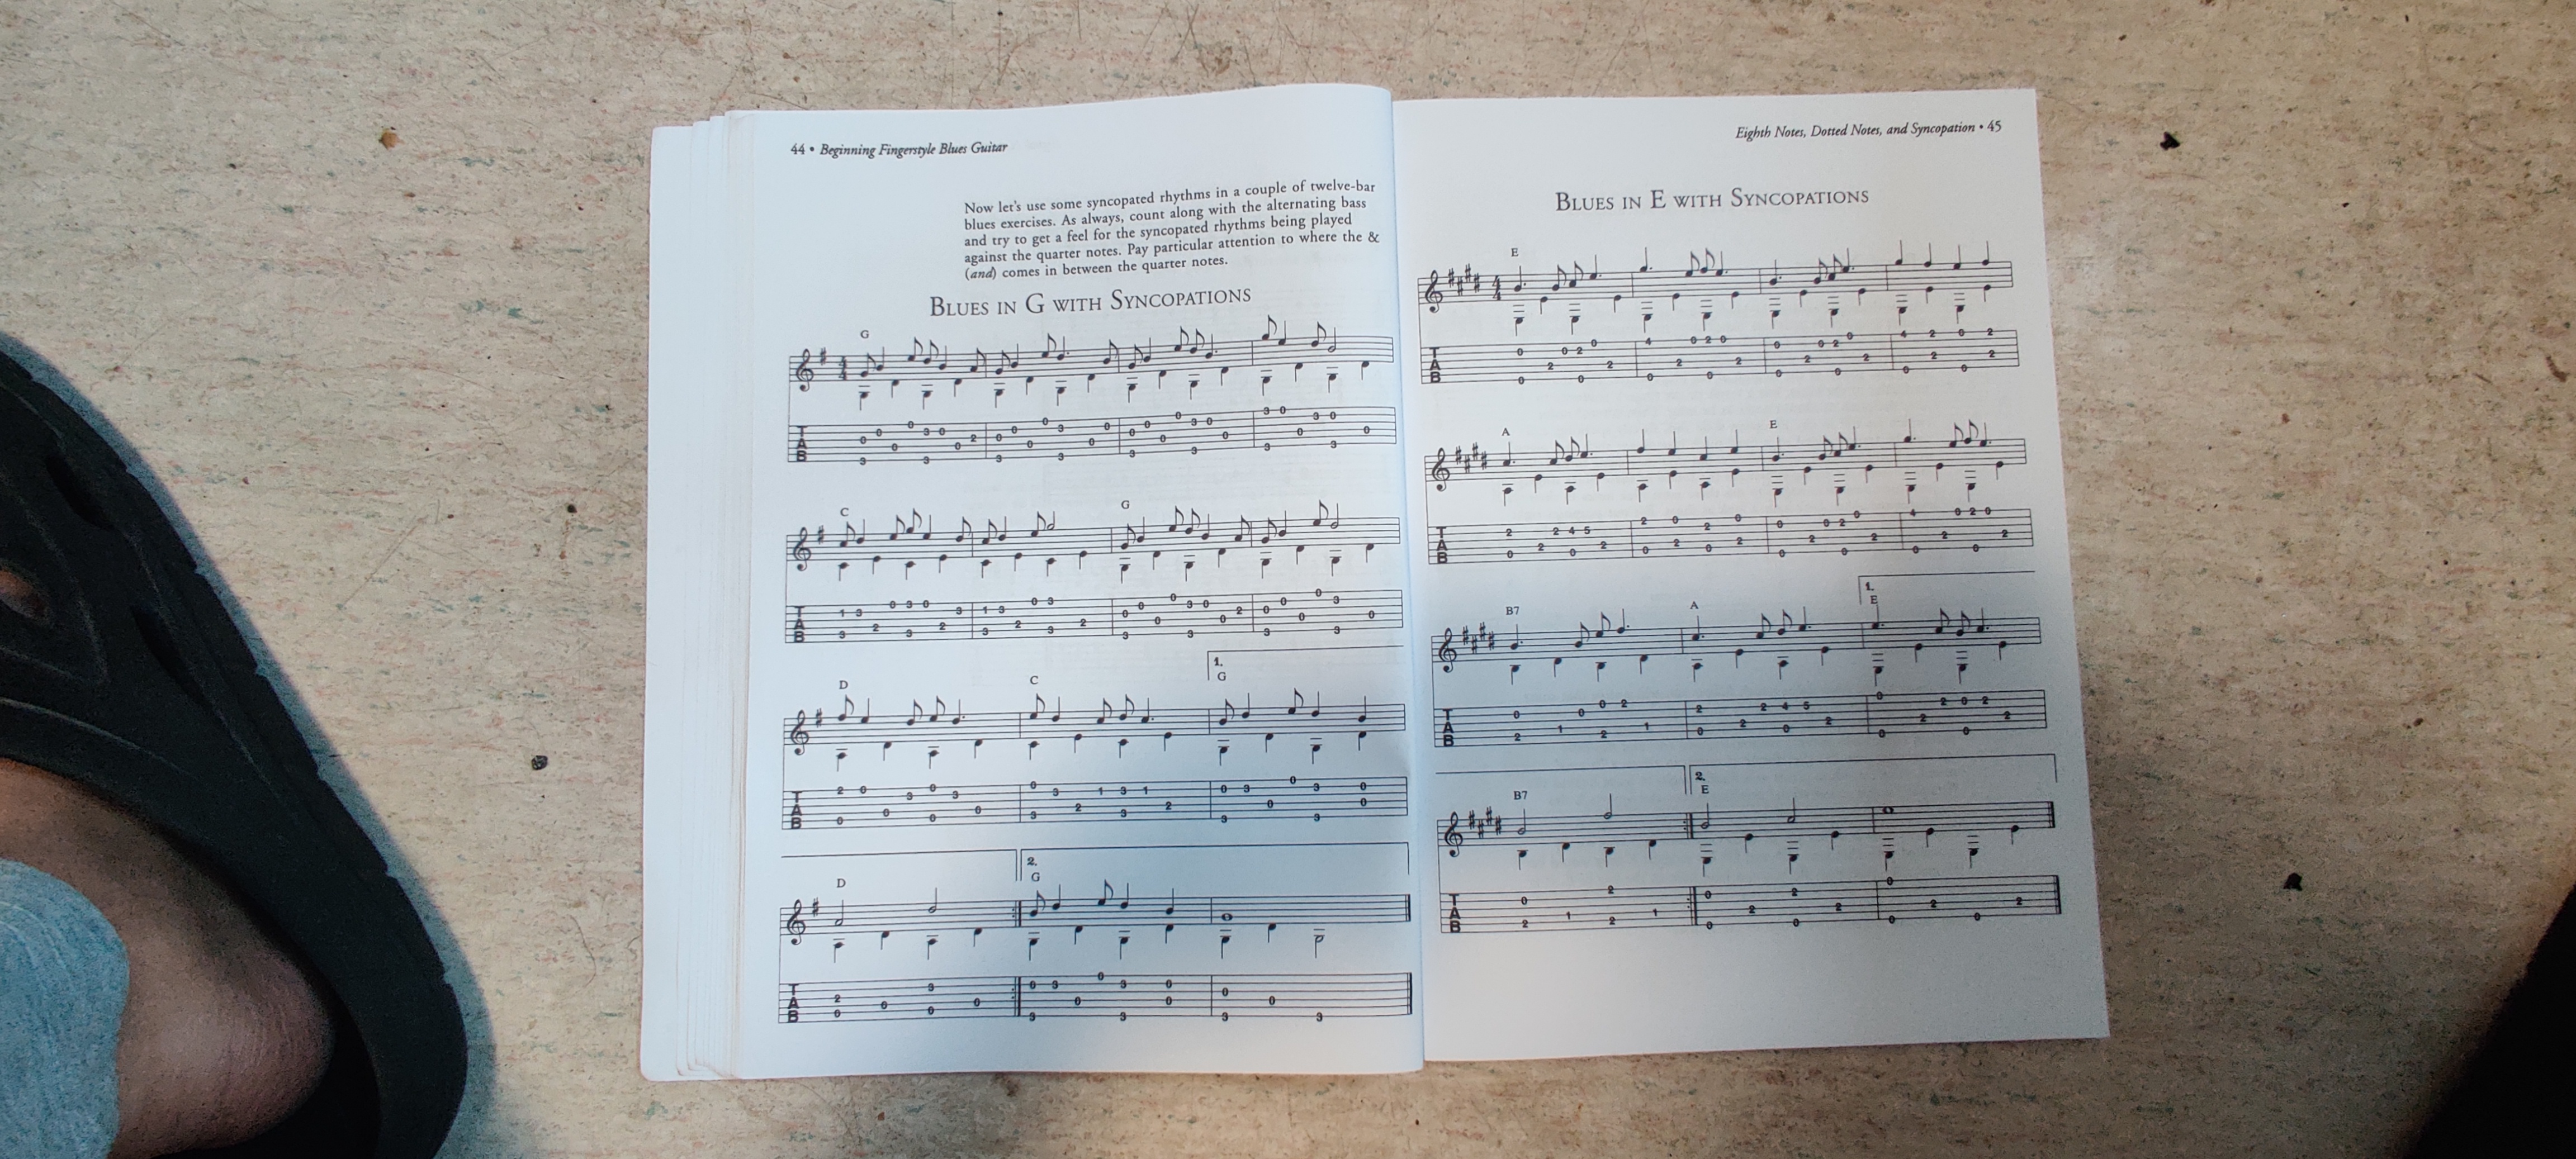 44 • Beginning Fingerstyle Blues Guitar
Now let's use some syncopated rhythms in a couple of twelve-bar
blues exercises. As always, count along with the alternating bass
and try to get a feel for the syncopated rhythms being played
against the quarter notes. Pay particular attention to where the &
(and) comes in between the quarter notes.
BLUES IN G WITH SYNCOPATIONS
G
C G
1.
D C G
2.
D G
Eighth Notes, Dotted Notes, and Syncopation • 45
BLUES IN E WITH SYNCOPATIONS
E
A E
1.
B7 A E
2.
B7 E